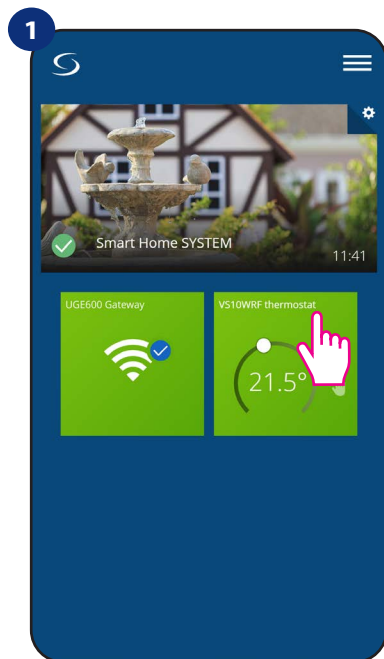 1
Smart Home SYSTEM
11:41
UGE600 Gateway
VS10WRF thermostat
21.5°